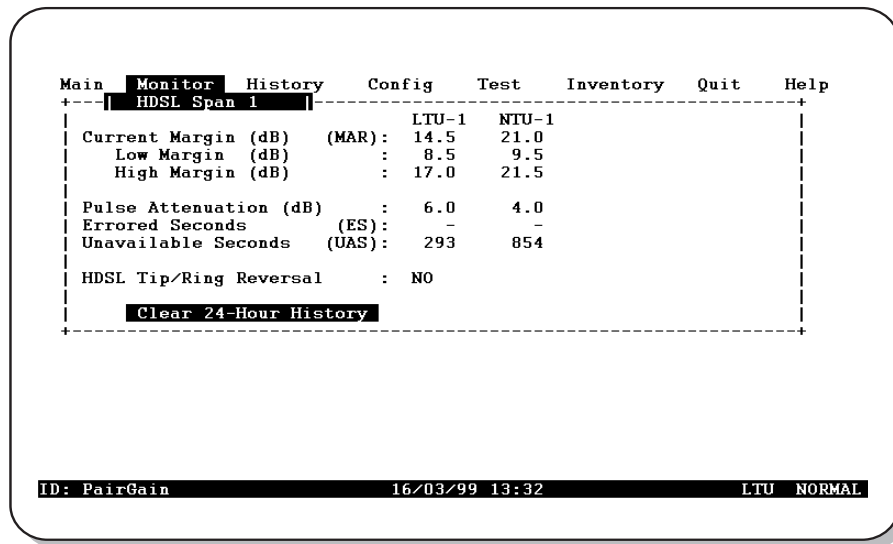 Main   Monitor   History   Config   Test   Inventory   Quit   Help
HDSL Span 1
LTU-1   NTU-1
Current Margin (dB)   (MAR):   14.5   21.0
Low Margin (dB)   :   8.5   9.5
High Margin (dB)   :   17.0   21.5
Pulse Attenuation (dB)   :   6.0   4.0
Errored Seconds   (ES):   -   -
Unavailable Seconds   (UAS):   293   854
HDSL Tip/Ring Reversal   :   NO
Clear 24-Hour History
ID: PairGain   16/03/99 13:32   LTU   NORMAL